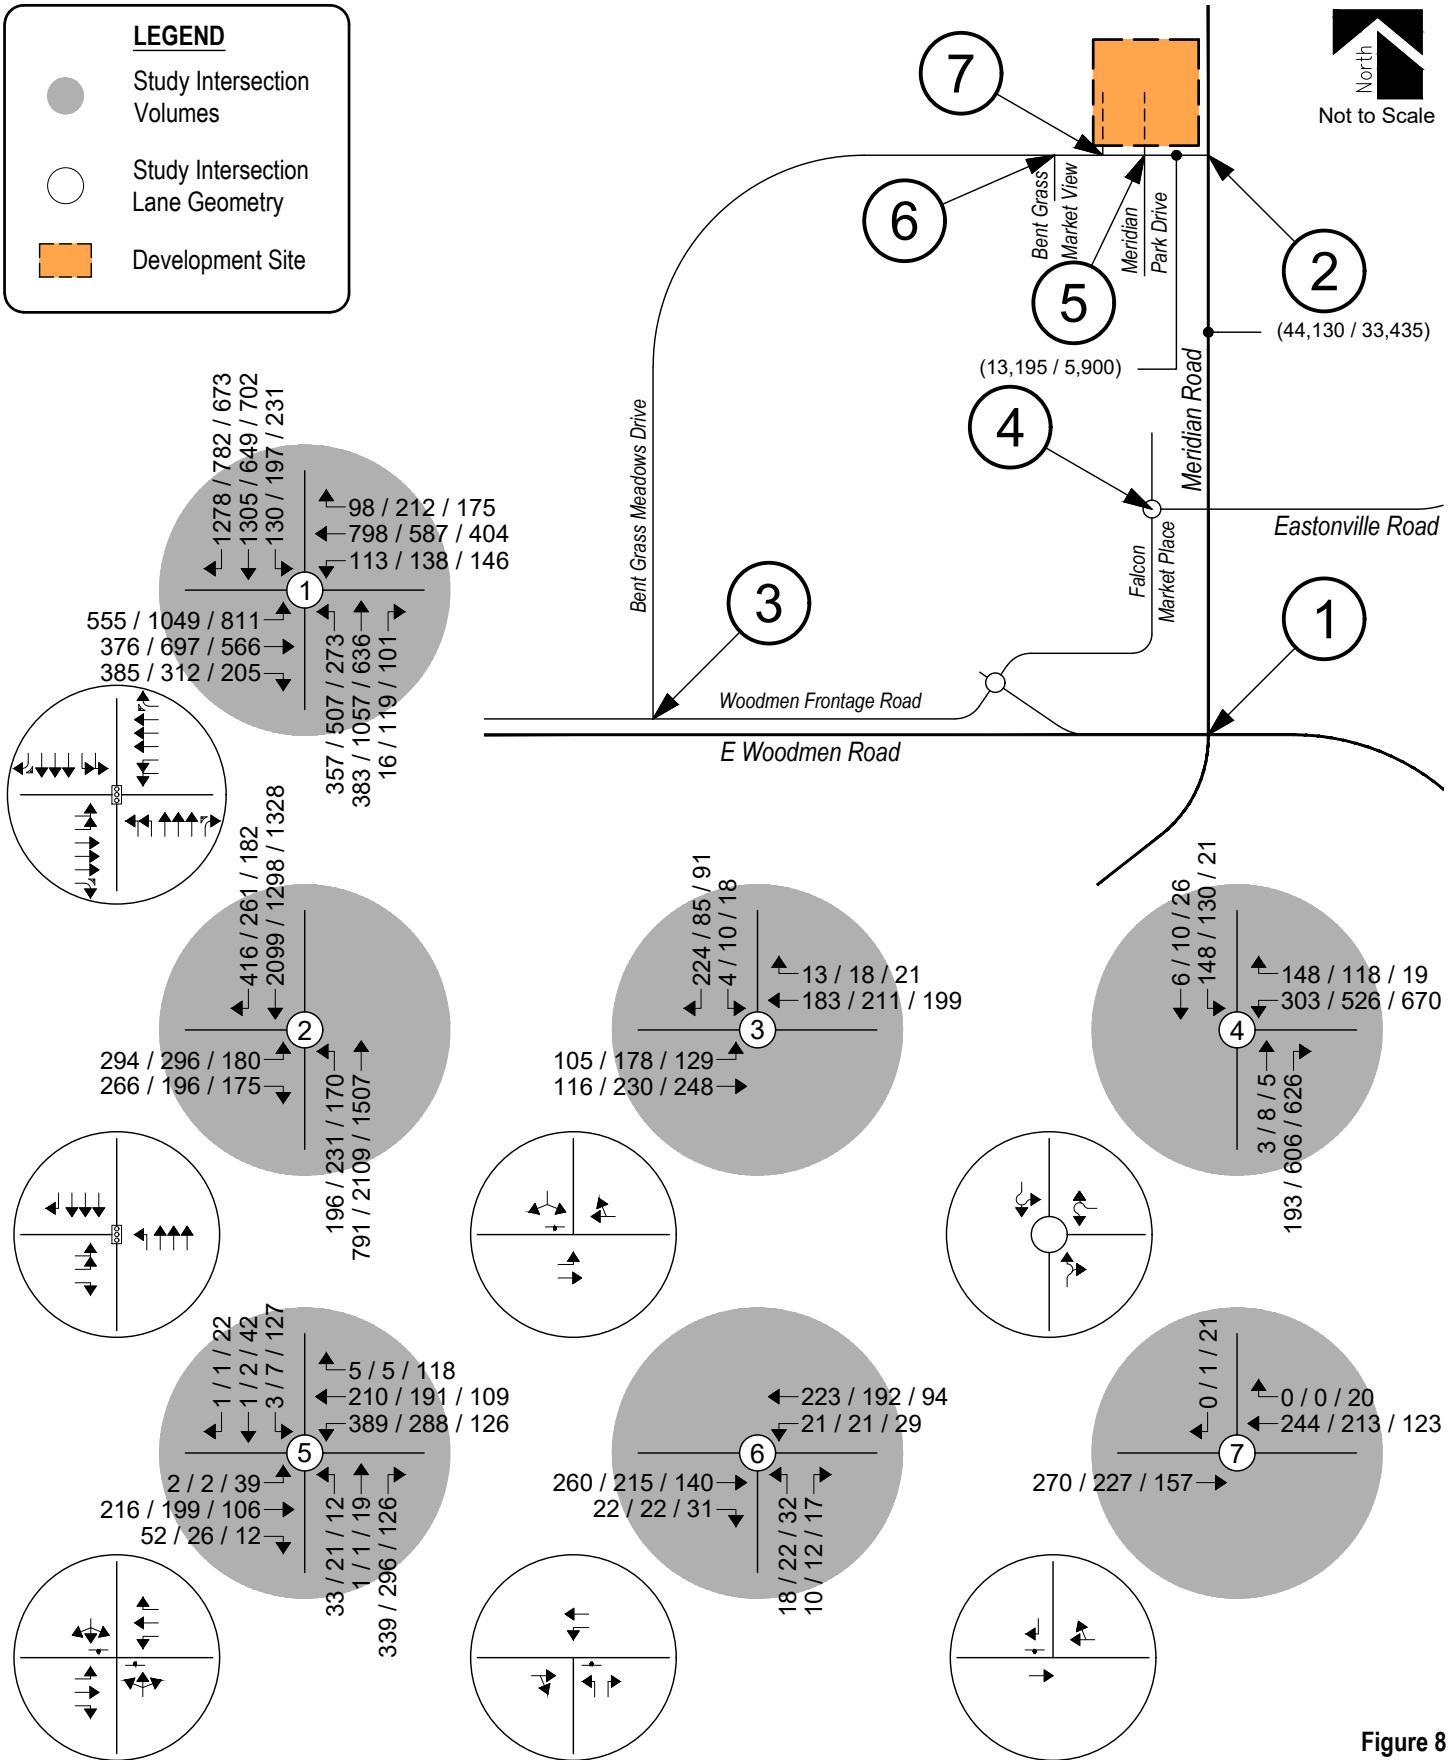 LEGEND
Study Intersection
Volumes
Study Intersection
Lane Geometry
Development Site
North
Not to Scale
7
6
5
2
4
3
1
Bent Grass
Market View
Meridian
Park Drive
(44,130 / 33,435)
(13,195 / 5,900)
Meridian Road
Bent Grass Meadows Drive
Eastonville Road
Falcon
Market Place
Woodmen Frontage Road
E Woodmen Road
1278 / 782 / 673
1305 / 649 / 702
130 / 197 / 231
98 / 212 / 175
798 / 587 / 404
113 / 138 / 146
1
555 / 1049 / 811
376 / 697 / 566
385 / 312 / 205
357 / 507 / 273
383 / 1057 / 636
16 / 119 / 101
416 / 261 / 182
2099 / 1298 / 1328
2
294 / 296 / 180
266 / 196 / 175
196 / 231 / 170
791 / 2109 / 1507
224 / 85 / 91
4 / 10 / 18
13 / 18 / 21
183 / 211 / 199
3
105 / 178 / 129
116 / 230 / 248
6 / 10 / 26
148 / 130 / 21
148 / 118 / 19
303 / 526 / 670
4
3 / 8 / 5
193 / 606 / 626
1 / 1 / 22
1 / 2 / 42
3 / 7 / 127
5 / 5 / 118
210 / 191 / 109
389 / 288 / 126
5
2 / 2 / 39
216 / 199 / 106
52 / 26 / 12
33 / 21 / 12
1 / 1 / 19
339 / 296 / 126
223 / 192 / 94
21 / 21 / 29
6
260 / 215 / 140
22 / 22 / 31
18 / 22 / 32
10 / 12 / 17
0 / 1 / 21
0 / 0 / 20
244 / 213 / 123
7
270 / 227 / 157
Figure 8